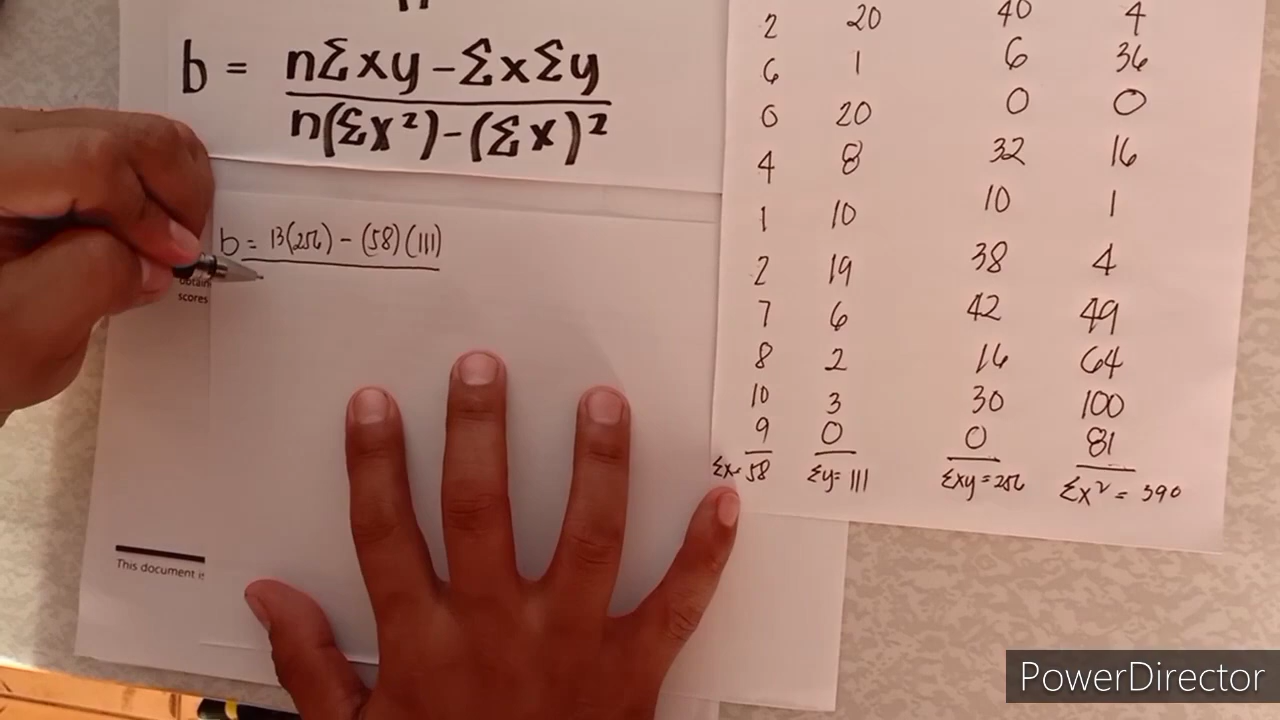 b = nΣxy - ΣxΣy
n(Σx²) - (Σx)²
b = 13(256) - (58)(111)
obtain
scores
This document is
2 20 40 4
6 1 6 36
0 20 0 0
4 8 32 16
1 10 10 1
2 19 38 4
7 6 42 49
8 2 16 64
10 3 30 100
9 0 0 81
Σx=58 Σy=111 Σxy=256 Σx²=390
PowerDirector